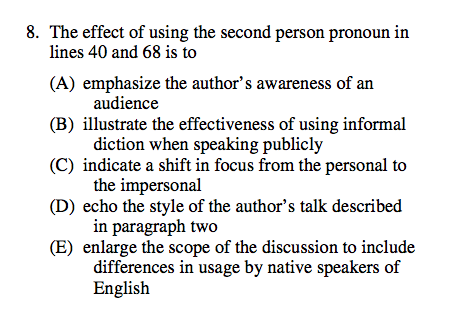 8. The effect of using the second person pronoun in
lines 40 and 68 is to
(A) emphasize the author's awareness of an
audience
(B) illustrate the effectiveness of using informal
diction when speaking publicly
(C) indicate a shift in focus from the personal to
the impersonal
(D) echo the style of the author's talk described
in paragraph two
(E) enlarge the scope of the discussion to include
differences in usage by native speakers of
English